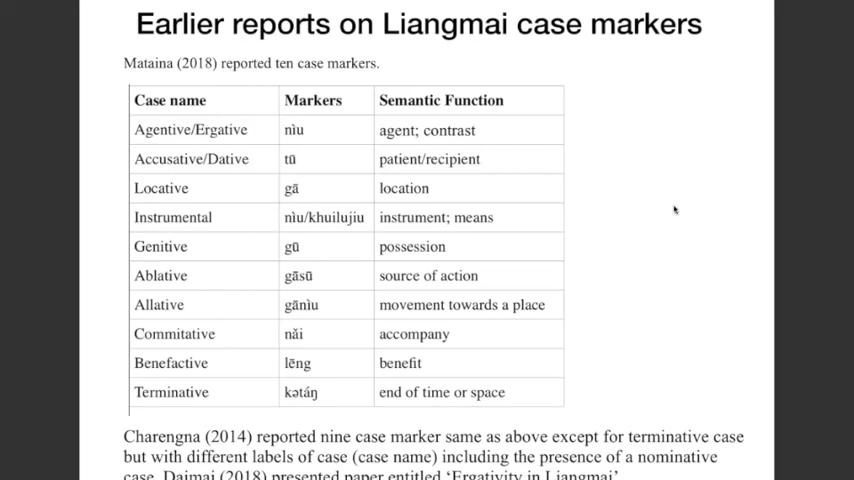 Earlier reports on Liangmai case markers
Mataina (2018) reported ten case markers.
Case name Markers Semantic Function
Agentive/Ergative nìu agent; contrast
Accusative/Dative tū patient/recipient
Locative gā location
Instrumental nìu/khuilujiu instrument; means
Genitive gū possession
Ablative gāsū source of action
Allative gānìu movement towards a place
Commitative nǎi accompany
Benefactive lēng benefit
Terminative kətáŋ end of time or space
Charengna (2014) reported nine case marker same as above except for terminative case
but with different labels of case (case name) including the presence of a nominative
case. Daimai (2018) presented paper entitled ‘Ergativity in Liangmai’